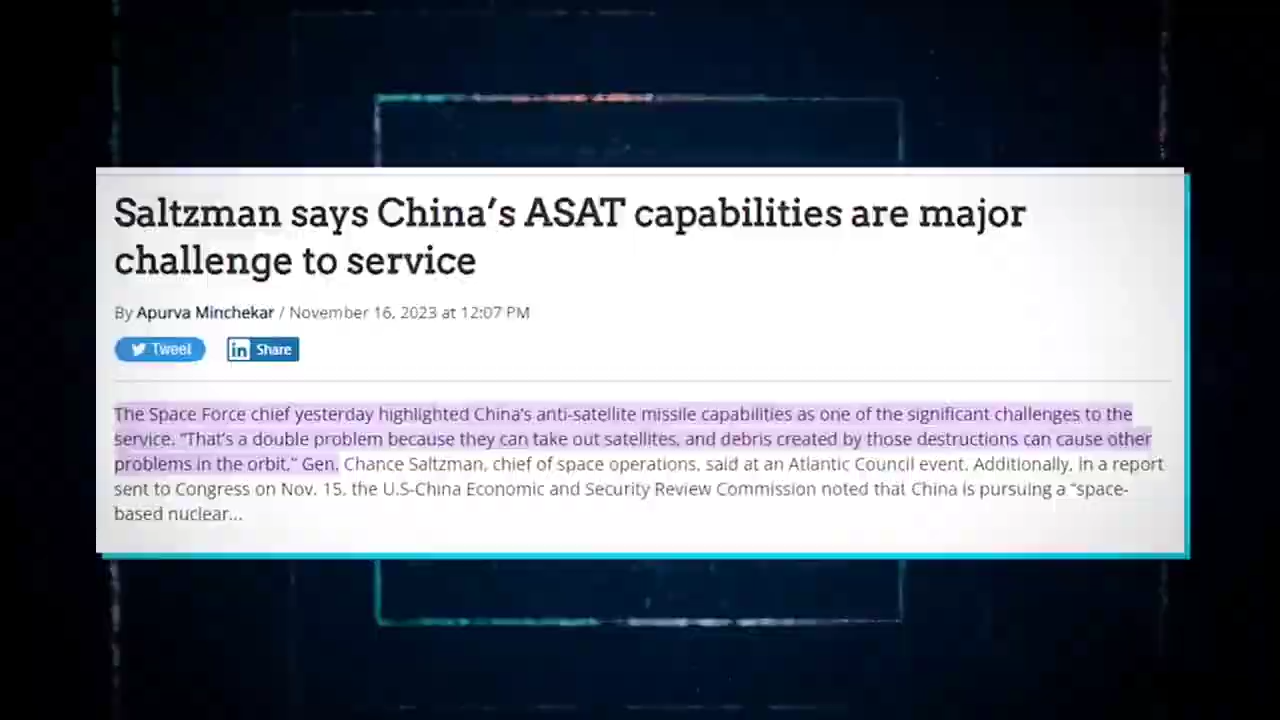 Saltzman says China's ASAT capabilities are major
challenge to service
By Apurva Minchekar / November 16, 2023 at 12:07 PM
Tweet
in Share
The Space Force chief yesterday highlighted China's anti-satellite missile capabilities as one of the significant challenges to the
service. "That's a double problem because they can take out satellites, and debris created by those destructions can cause other
problems in the orbit," Gen. Chance Saltzman, chief of space operations, said at an Atlantic Council event. Additionally, in a report
sent to Congress on Nov. 15, the U.S-China Economic and Security Review Commission noted that China is pursuing a "space-
based nuclear...